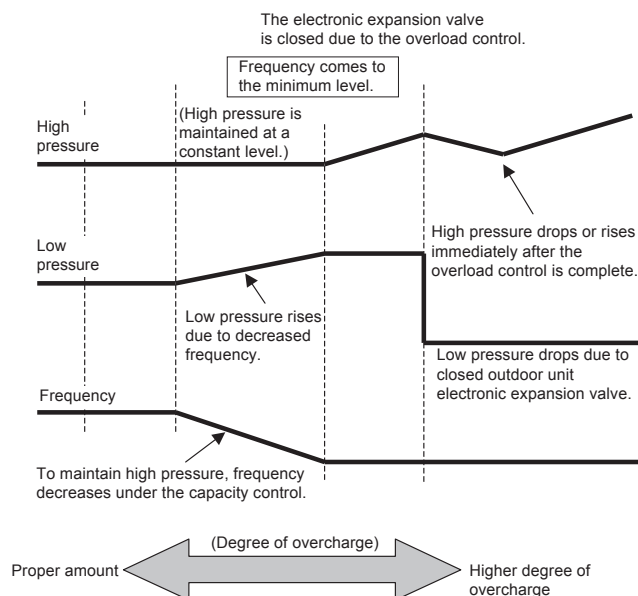 The electronic expansion valve
is closed due to the overload control.
Frequency comes to
the minimum level.
(High pressure is
maintained at a
constant level.)
High
pressure
High pressure drops or rises
immediately after the
overload control is complete.
Low
pressure
Low pressure rises
due to decreased
frequency.
Low pressure drops due to
closed outdoor unit
electronic expansion valve.
Frequency
To maintain high pressure, frequency
decreases under the capacity control.
(Degree of overcharge)
Proper amount
Higher degree of
overcharge